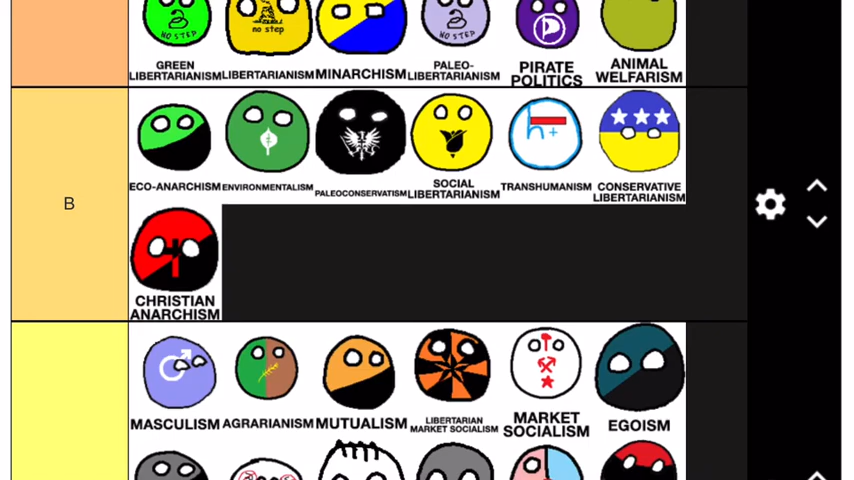 NO STEP
no step
NO STEP
GREEN
LIBERTARIANISM
LIBERTARIANISM
MINARCHISM
PALEO-
LIBERTARIANISM
PIRATE
POLITICS
ANIMAL
WELFARISM
B
h+
ECO-ANARCHISM
ENVIRONMENTALISM
PALEOCONSERVATISM
SOCIAL
LIBERTARIANISM
TRANSHUMANISM
CONSERVATIVE
LIBERTARIANISM
CHRISTIAN
ANARCHISM
MASCULISM
AGRARIANISM
MUTUALISM
LIBERTARIAN
MARKET SOCIALISM
MARKET
SOCIALISM
EGOISM